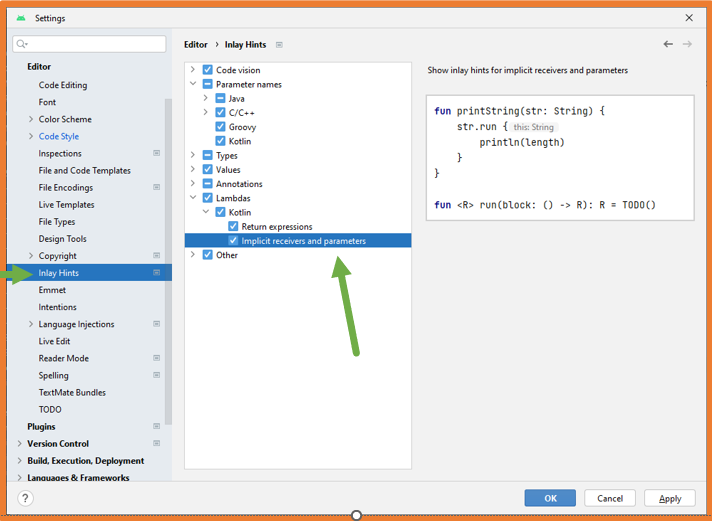 Settings
Editor
Code Editing
Font
Color Scheme
Code Style
Inspections
File and Code Templates
File Encodings
Live Templates
File Types
Design Tools
Copyright
Inlay Hints
Emmet
Intentions
Language Injections
Live Edit
Reader Mode
Spelling
TextMate Bundles
TODO
Plugins
Version Control
Build, Execution, Deployment
Languages & Frameworks
Editor › Inlay Hints
Code vision
Parameter names
Java
C/C++
Groovy
Kotlin
Types
Values
Annotations
Lambdas
Kotlin
Return expressions
Implicit receivers and parameters
Other
Show inlay hints for implicit receivers and parameters
fun printString(str: String) {
str.run { this: String
println(length)
}
}
fun <R> run(block: () -> R): R = TODO()
?
OK
Cancel
Apply